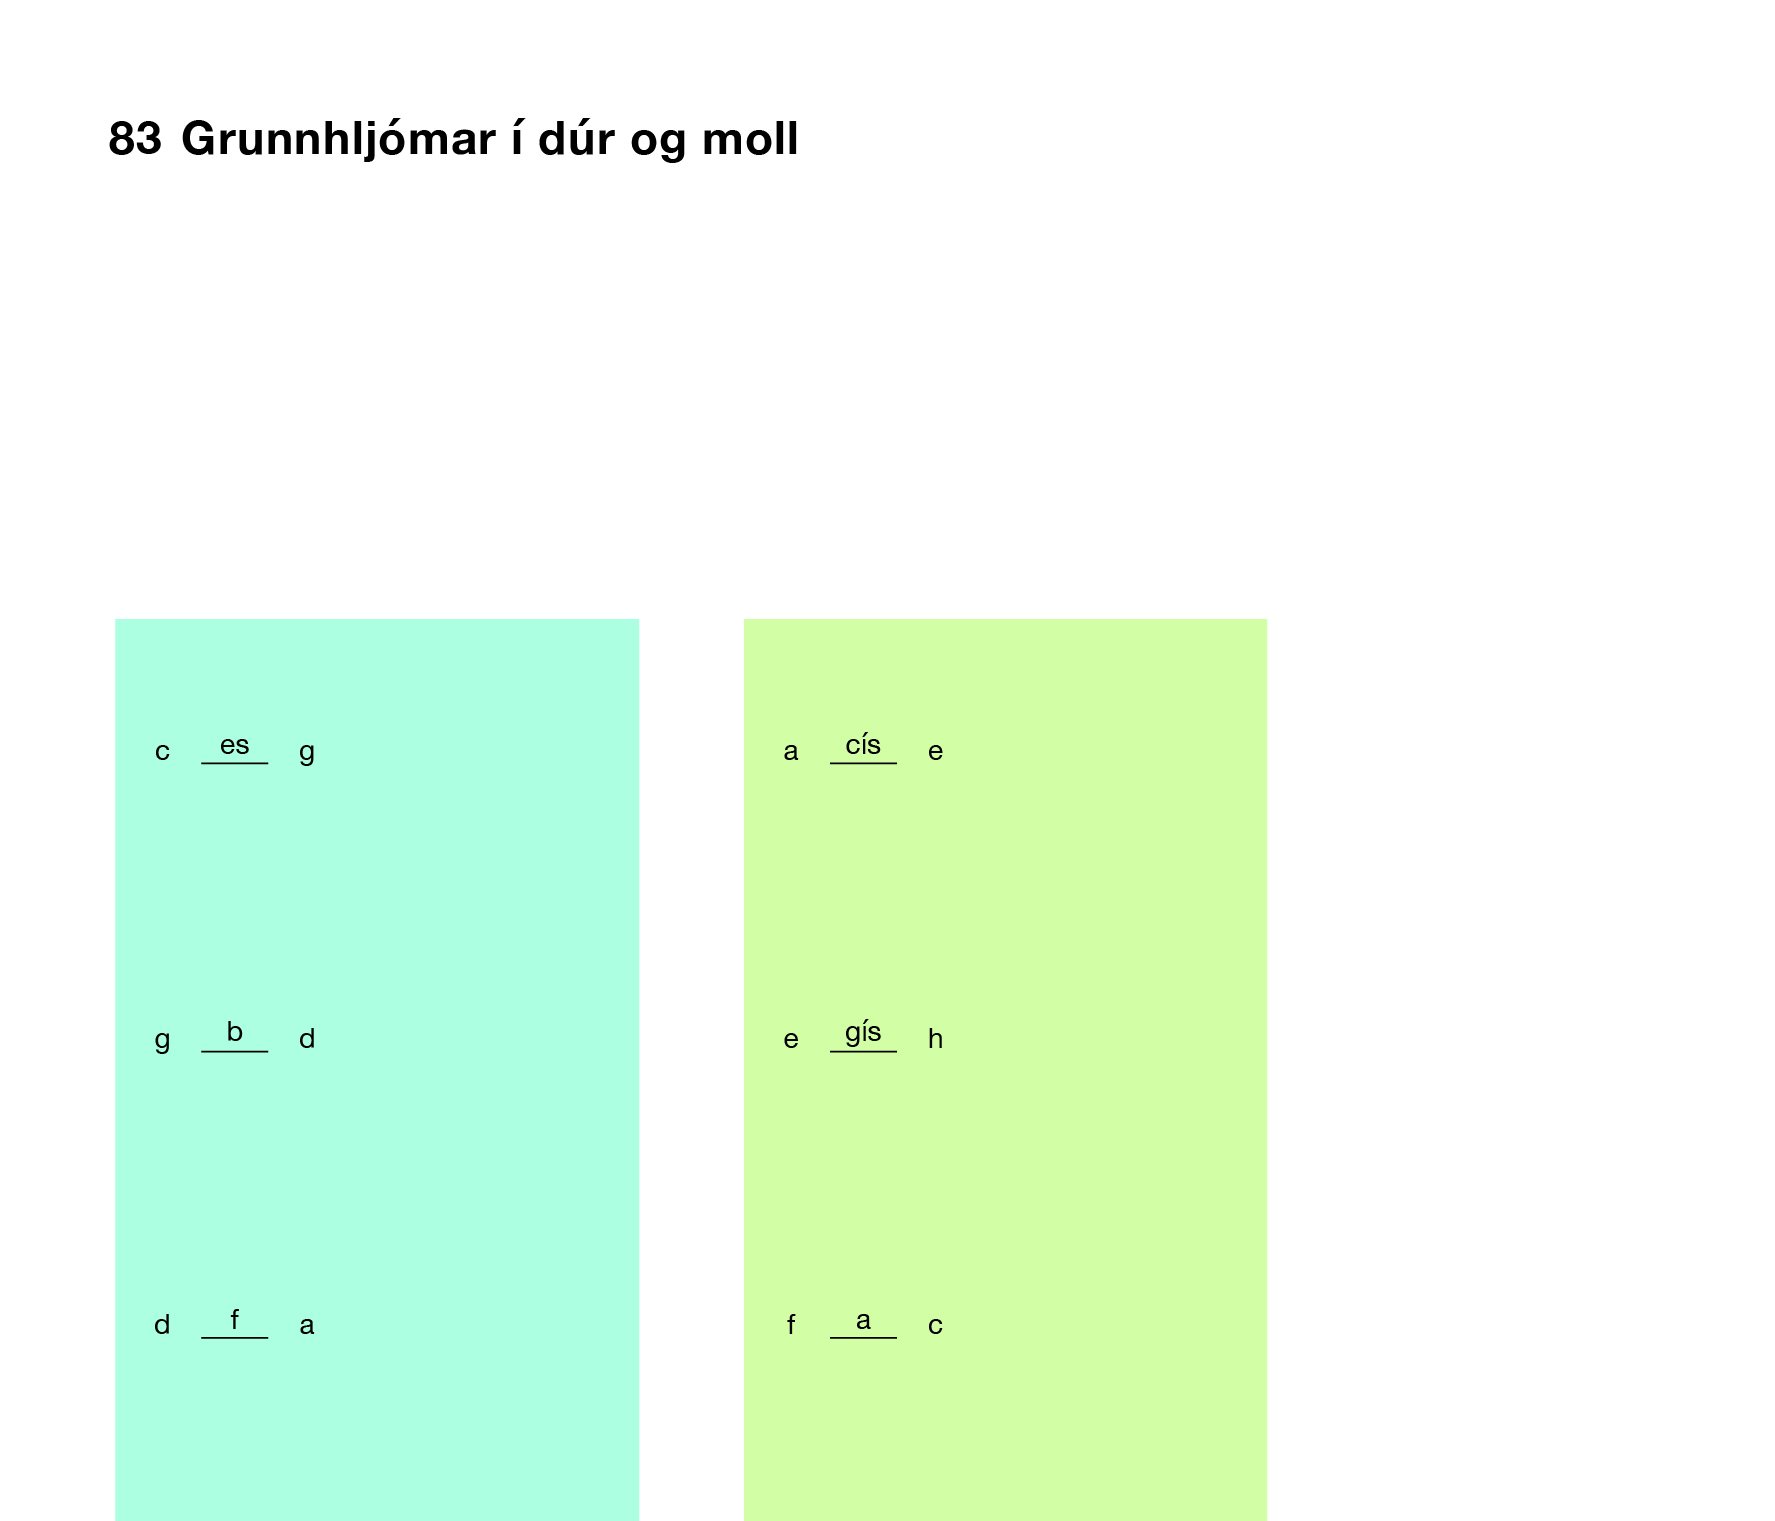 83 Grunnhljómar í dúr og moll
c es g
g b d
d f a
a cís e
e gís h
f a c